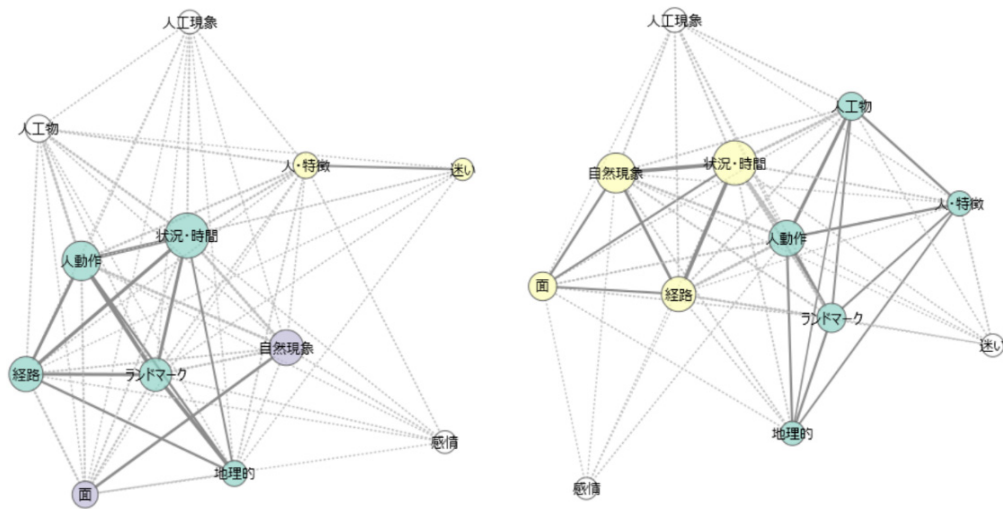 人工現象
人工物
人・特徴
迷い
状況・時間
人動作
自然現象
経路
ランドマーク
感情
地理的
面
人工現象
人工物
状況・時間
自然現象
人・特徴
人動作
面
経路
ランドマーク
迷い
地理的
感情